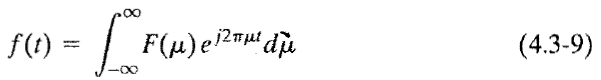 f(t) = ∫_{-∞}^{∞} F(μ) e^{j2πμt} dμ̃ (4.3-9)